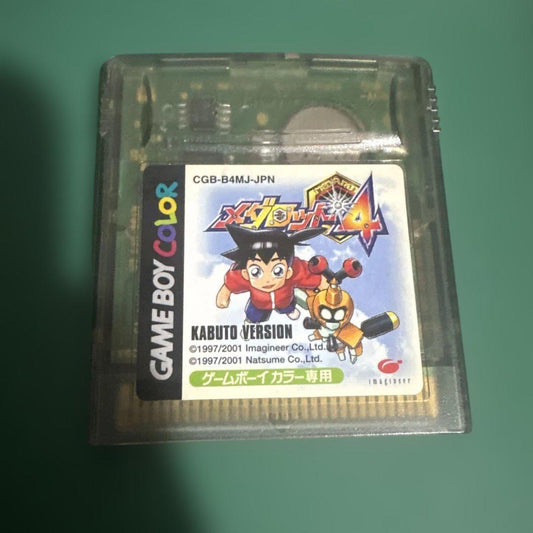 CGB-B4MJ-JPN
メダロット4
GAME BOY COLOR
KABUTO VERSION
©1997/2001 Imagineer Co.,Ltd.
©1997/2001 Natsume Co.,Ltd.
ゲームボーイカラー専用
imagineer